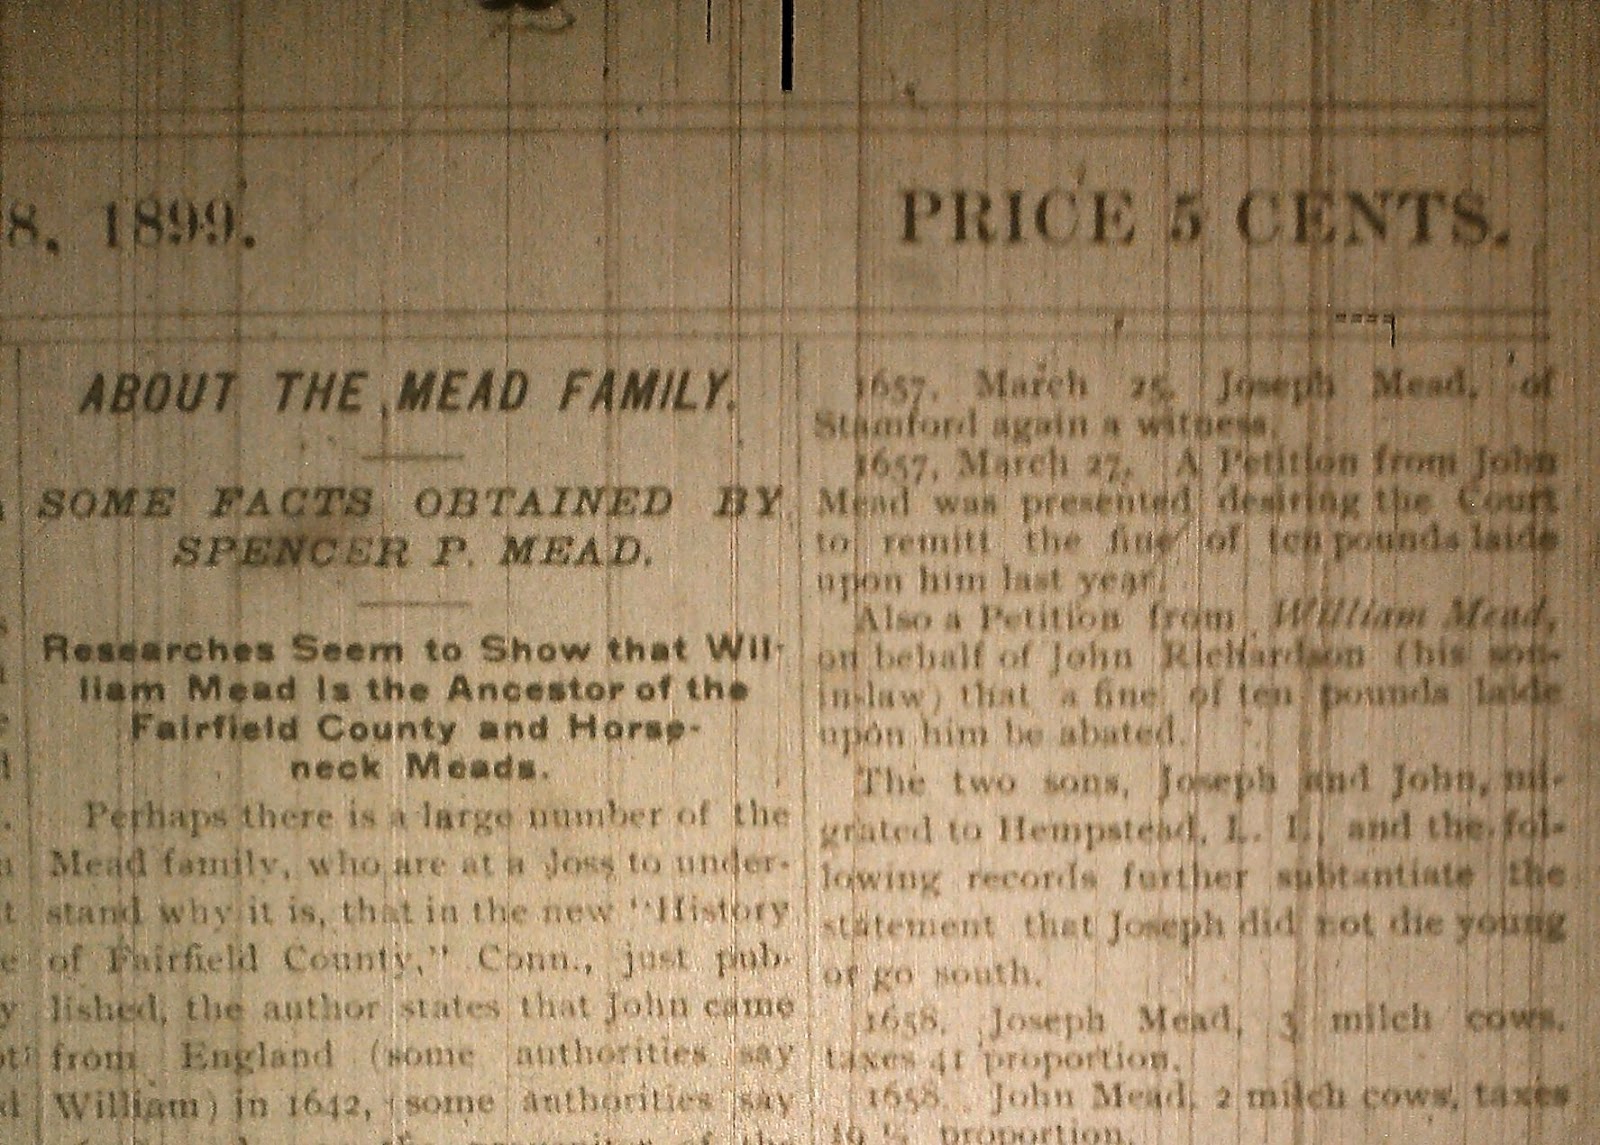 8, 1899.
PRICE 5 CENTS.
ABOUT THE MEAD FAMILY.
SOME FACTS OBTAINED BY
SPENCER P. MEAD.
Researches Seem to Show that Wil-
liam Mead Is the Ancestor of the
Fairfield County and Horse-
neck Meads.
Perhaps there is a large number of the
Mead family, who are at a loss to under-
stand why it is, that in the new "History
of Fairfield County," Conn., just pub-
lished, the author states that John came
from England (some authorities say
William) in 1642, (some authorities say
the progenitor of the
1657, March 25, Joseph Mead, of
Stamford again a witness.
1657, March 27, A Petition from John
Mead was presented desiring the Court
to remitt the fine of ten pounds laide
upon him last year.
Also a Petition from William Mead,
on behalf of John Richardson (his son-
in-law) that a fine of ten pounds laide
upon him be abated.
The two sons, Joseph and John, mi-
grated to Hempstead, L. I., and the fol-
lowing records further subtantiate the
statement that Joseph did not die young
or go south.
1658. Joseph Mead, 3 milch cows,
taxes 41 proportion.
1658. John Mead, 2 milch cows, taxes
proportion.